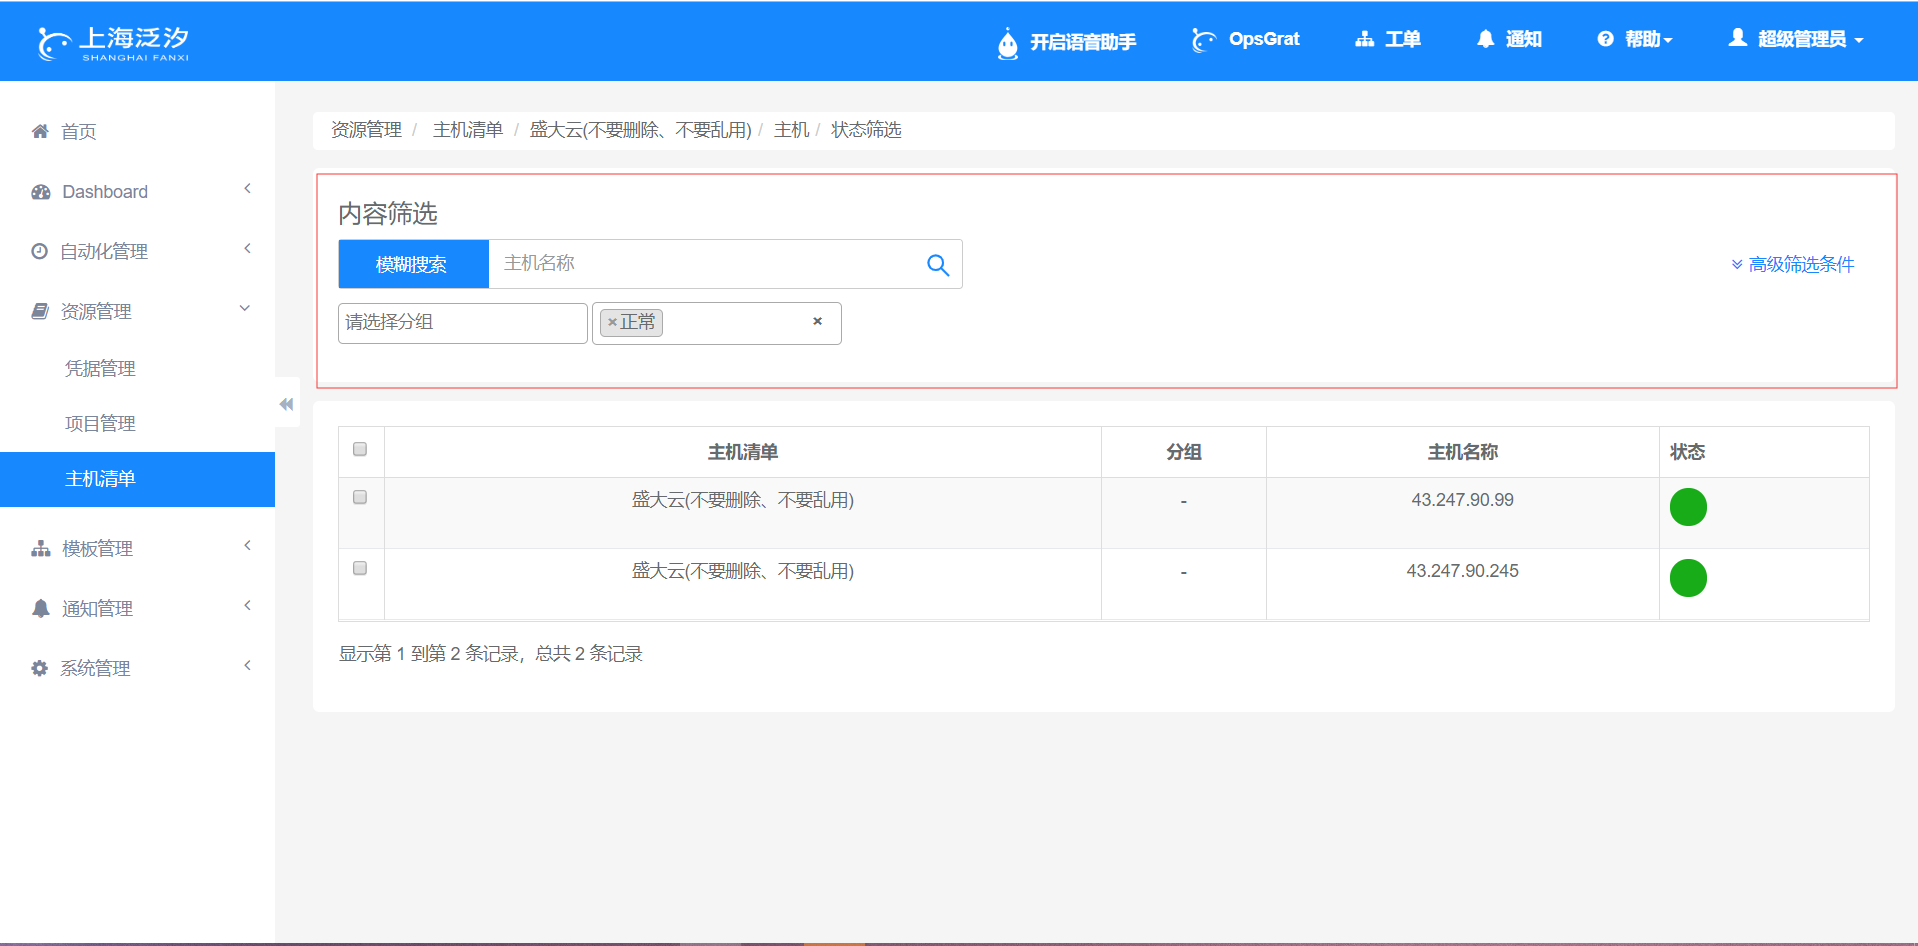 上海泛汐
SHANGHAI FANXI
开启语音助手 OpsGrat 工单 通知 帮助 超级管理员
首页
Dashboard
自动化管理
资源管理
凭据管理
项目管理
主机清单
模板管理
通知管理
系统管理
资源管理 / 主机清单 / 盛大云(不要删除、不要乱用) / 主机 / 状态筛选
内容筛选
模糊搜索 主机名称
高级筛选条件
请选择分组 ×正常 ×
主机清单 分组 主机名称 状态
盛大云(不要删除、不要乱用) - 43.247.90.99
盛大云(不要删除、不要乱用) - 43.247.90.245
显示第 1 到第 2 条记录，总共 2 条记录